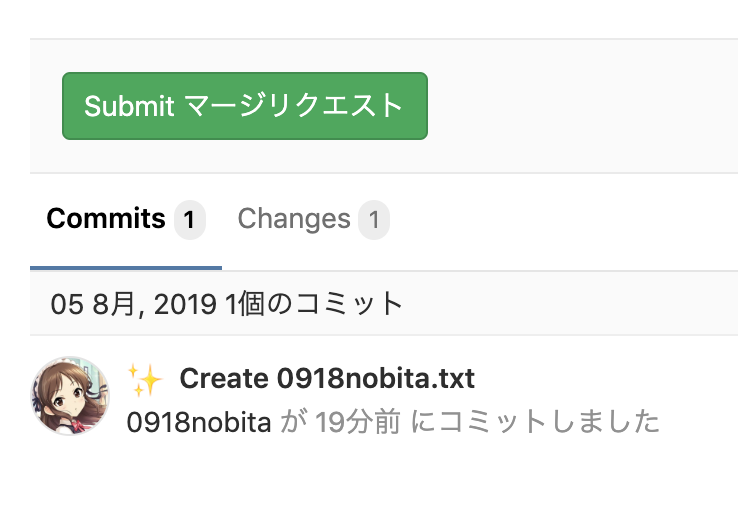 Submit マージリクエスト
Commits 1 Changes 1
05 8月, 2019 1個のコミット
✨ Create 0918nobita.txt
0918nobita が 19分前 にコミットしました